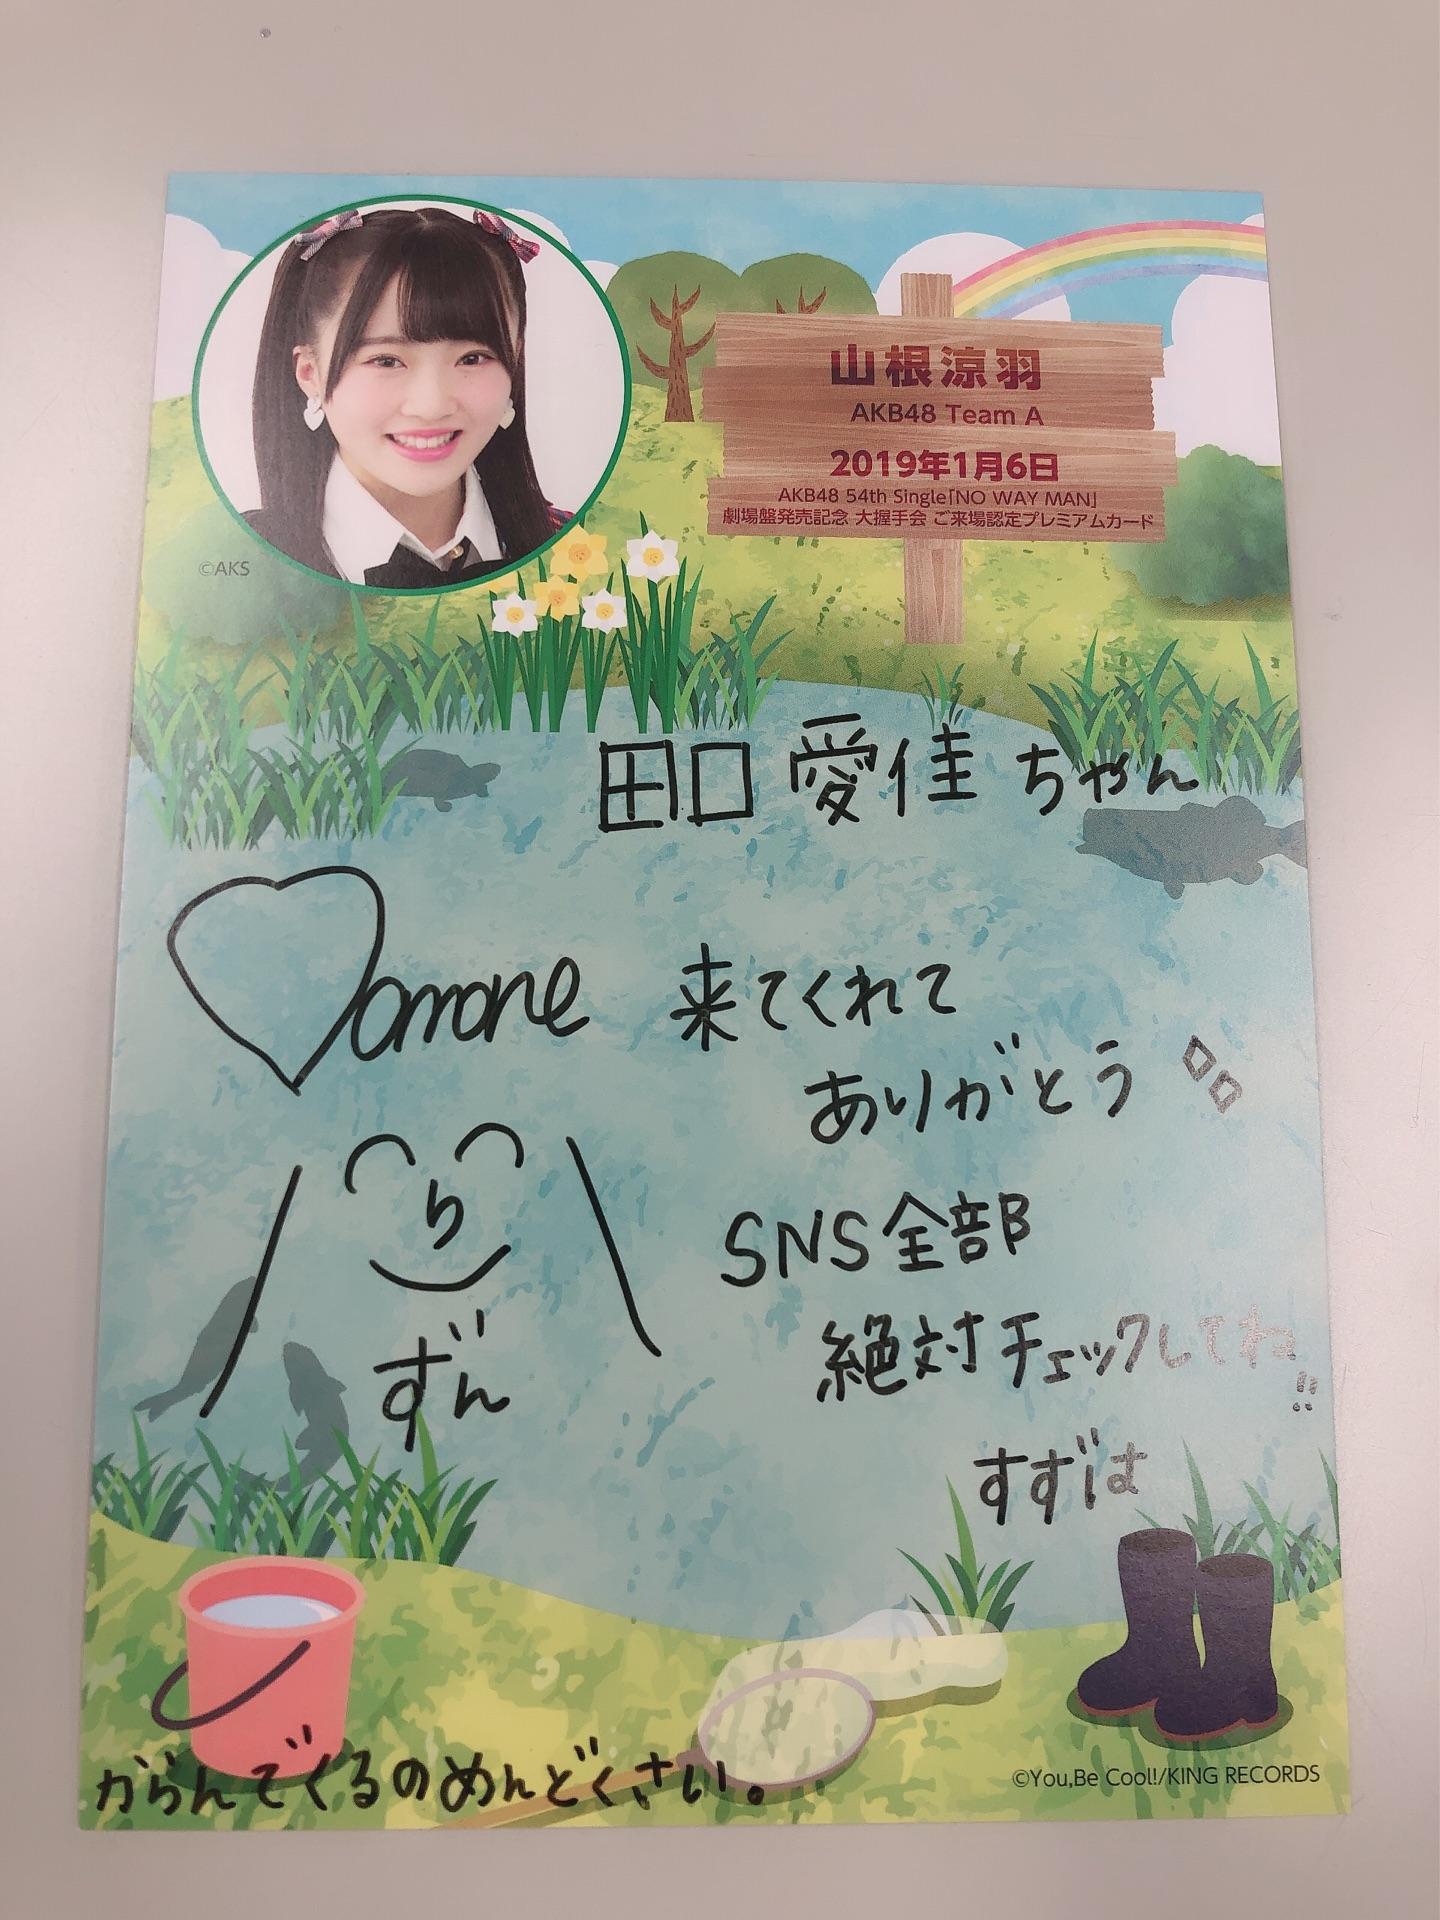 山根涼羽
AKB48 Team A
2019年1月6日
AKB48 54th Single「NO WAY MAN」
劇場盤発売記念 大握手会 ご来場認定プレミアムカード
©AKS
田口愛佳ちゃん
来てくれて
ありがとう
SNS全部
絶対チェックしてね!!
ずん
すずは
がらんでくるのめんどくさい。
©You,Be Cool!/KING RECORDS